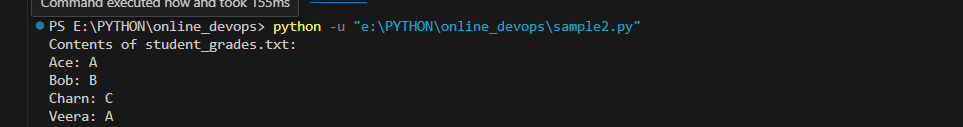 Command executed now and took 155ms
PS E:\PYTHON\online_devops> python -u "e:\PYTHON\online_devops\sample2.py"
Contents of student_grades.txt:
Ace: A
Bob: B
Charn: C
Veera: A